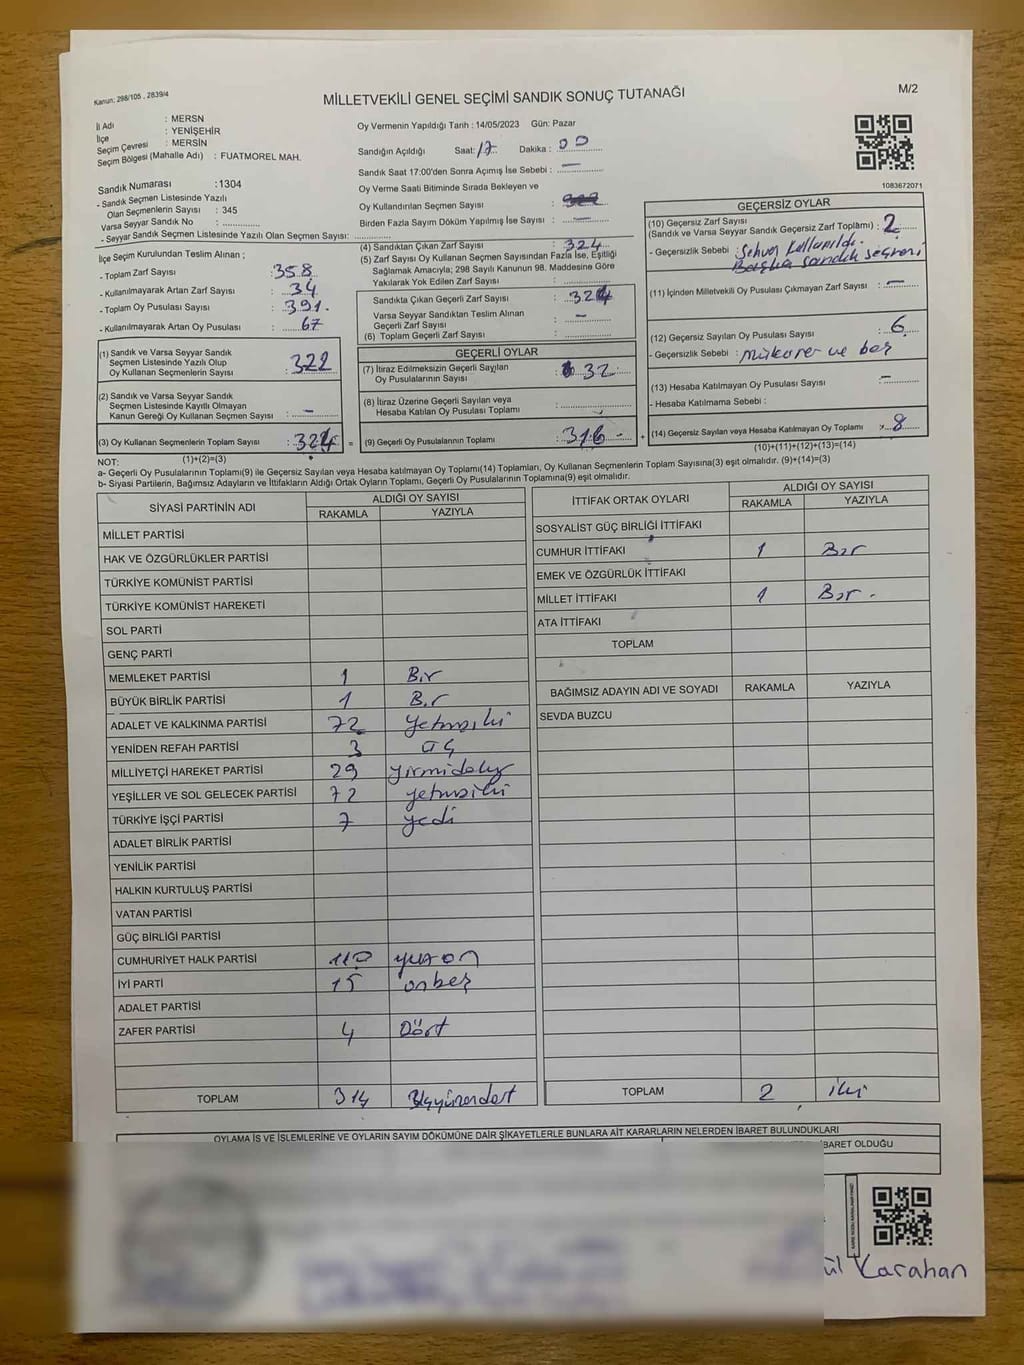 Kanun: 298/105 , 2839/4
MİLLETVEKİLİ GENEL SEÇİMİ SANDIK SONUÇ TUTANAĞI
M/2
İl Adı : MERSN
İlçe : YENİŞEHİR
Seçim Çevresi : MERSİN
Seçim Bölgesi (Mahalle Adı) : FUATMOREL MAH.
Sandık Numarası :1304
- Sandık Seçmen Listesinde Yazılı
Olan Seçmenlerin Sayısı : 345
Varsa Seyyar Sandık No :
- Seyyar Sandık Seçmen Listesinde Yazılı Olan Seçmen Sayısı:
Oy Vermenin Yapıldığı Tarih : 14/05/2023 Gün: Pazar
Sandığın Açıldığı Saat: 17 Dakika : 00
Sandık Saat 17:00'den Sonra Açımış İse Sebebi : —
Oy Verme Saati Bitiminde Sırada Bekleyen ve
Oy Kullandırılan Seçmen Sayısı :
Birden Fazla Sayım Döküm Yapılmış İse Sayısı : —
1083672071
İlçe Seçim Kurulundan Teslim Alınan ;
- Toplam Zarf Sayısı :358
- Kullanılmayarak Artan Zarf Sayısı : 34
- Toplam Oy Pusulası Sayısı : 391.
- Kullanılmayarak Artan Oy Pusulası : 67
(4) Sandıktan Çıkan Zarf Sayısı : 324
(5) Zarf Sayısı Oy Kullanan Seçmen Sayısından Fazla İse, Eşitliği
Sağlamak Amacıyla; 298 Sayılı Kanunun 98. Maddesine Göre
Yakılarak Yok Edilen Zarf Sayısı :
Sandıkta Çıkan Geçerli Zarf Sayısı : 324
Varsa Seyyar Sandıktan Teslim Alınan
Geçerli Zarf Sayısı : —
(6) Toplam Geçerli Zarf Sayısı :
GEÇERSİZ OYLAR
(10) Geçersiz Zarf Sayısı
(Sandık ve Varsa Seyyar Sandık Geçersiz Zarf Toplamı) : 2
- Geçersizlik Sebebi : Sehven kullanıldı.
Başka sandık seçmeni
(11) İçinden Milletvekili Oy Pusulası Çıkmayan Zarf Sayısı : —
(12) Geçersiz Sayılan Oy Pusulası Sayısı : 6
- Geçersizlik Sebebi : mükerer ve boş
(13) Hesaba Katılmayan Oy Pusulası Sayısı : —
- Hesaba Katılmama Sebebi :
(14) Geçersiz Sayılan veya Hesaba Katılmayan Oy Toplamı : 8
(10)+(11)+(12)+(13)=(14)
(1) Sandık ve Varsa Seyyar Sandık
Seçmen Listesinde Yazılı Olup
Oy Kullanan Seçmenlerin Sayısı : 322
(2) Sandık ve Varsa Seyyar Sandık
Seçmen Listesinde Kayıtlı Olmayan
Kanun Gereği Oy Kullanan Seçmen Sayısı : —
(3) Oy Kullanan Seçmenlerin Toplam Sayısı : 324 =
(1)+(2)=(3)
GEÇERLİ OYLAR
(7) İtiraz Edilmeksizin Geçerli Sayılan
Oy Pusulalarının Sayısı : 32
(8) İtiraz Üzerine Geçerli Sayılan veya
Hesaba Katılan Oy Pusulası Toplamı :
(9) Geçerli Oy Pusulalarının Toplamı : 316 +
NOT:
a- Geçerli Oy Pusulalarının Toplamı(9) ile Geçersiz Sayılan veya Hesaba katılmayan Oy Toplamı(14) Toplamları, Oy Kullanan Seçmenlerin Toplam Sayısına(3) eşit olmalıdır. (9)+(14)=(3)
b- Siyasi Partilerin, Bağımsız Adayların ve İttifakların Aldığı Ortak Oyların Toplamı, Geçerli Oy Pusulalarının Toplamına(9) eşit olmalıdır.
SİYASİ PARTİNİN ADI ALDIĞI OY SAYISI
RAKAMLA YAZIYLA
MİLLET PARTİSİ
HAK VE ÖZGÜRLÜKLER PARTİSİ
TÜRKİYE KOMÜNİST PARTİSİ
TÜRKİYE KOMÜNİST HAREKETİ
SOL PARTİ
GENÇ PARTİ
MEMLEKET PARTİSİ 1 Bir
BÜYÜK BİRLİK PARTİSİ 1 Bir
ADALET VE KALKINMA PARTİSİ 72 yetmişiki
YENİDEN REFAH PARTİSİ 3 üç
MİLLİYETÇİ HAREKET PARTİSİ 29 yirmidokuz
YEŞİLLER VE SOL GELECEK PARTİSİ 72 yetmişiki
TÜRKİYE İŞÇİ PARTİSİ 7 yedi
ADALET BİRLİK PARTİSİ
YENİLİK PARTİSİ
HALKIN KURTULUŞ PARTİSİ
VATAN PARTİSİ
GÜÇ BİRLİĞİ PARTİSİ
CUMHURİYET HALK PARTİSİ 110 yüzon
İYİ PARTİ 15 onbeş
ADALET PARTİSİ
ZAFER PARTİSİ 4 Dört
TOPLAM 314 üçyüzondört
İTTİFAK ORTAK OYLARI ALDIĞI OY SAYISI
RAKAMLA YAZIYLA
SOSYALİST GÜÇ BİRLİĞİ İTTİFAKI
CUMHUR İTTİFAKI 1 Bir
EMEK VE ÖZGÜRLÜK İTTİFAKI
MİLLET İTTİFAKI 1 Bir
ATA İTTİFAKI
TOPLAM
BAĞIMSIZ ADAYIN ADI VE SOYADI RAKAMLA YAZIYLA
SEVDA BUZCU
TOPLAM 2 iki
OYLAMA İŞ VE İŞLEMLERİNE VE OYLARIN SAYIM DÖKÜMÜNE DAİR ŞİKAYETLERLE BUNLARA AİT KARARLARIN NELERDEN İBARET BULUNDUKLARI
İBARET OLDUĞU
ül Karahan